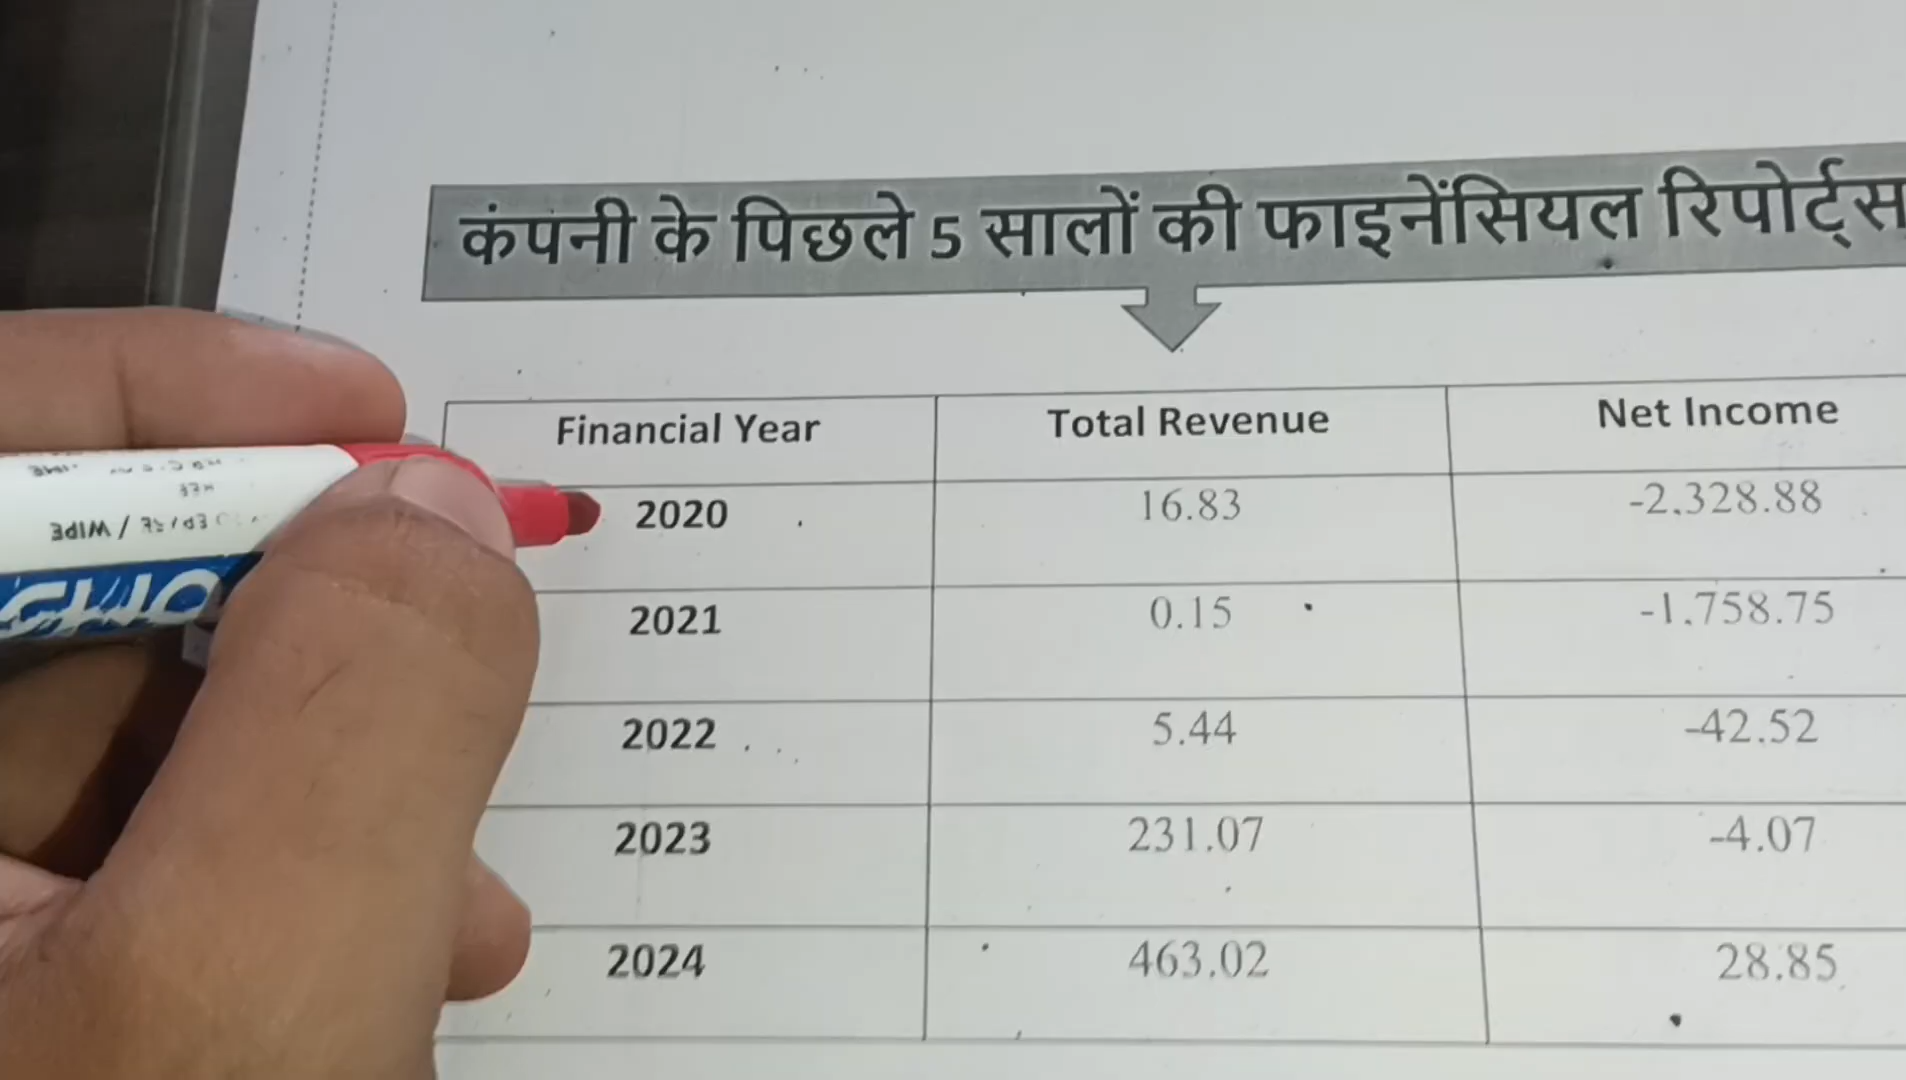 कंपनी के पिछले 5 सालों की फाइनेंसियल रिपोर्ट्स
Financial Year Total Revenue Net Income
2020 16.83 -2,328.88
2021 0.15 -1,758.75
2022 5.44 -42.52
2023 231.07 -4.07
2024 463.02 28.85
WIPE /